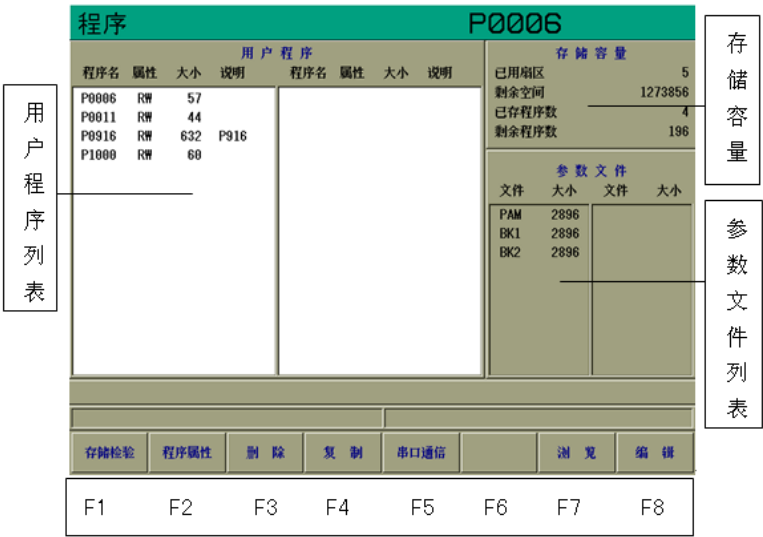 程序 P0006
用户程序
程序名 属性 大小 说明 程序名 属性 大小 说明
P0006 RW 57
P0011 RW 44
P0916 RW 632 P916
P1000 RW 60
存储容量
已用扇区 5
剩余空间 1273856
已存程序数 4
剩余程序数 196
参数文件
文件 大小 文件 大小
PAM 2896
BK1 2896
BK2 2896
存储检验 程序属性 删除 复制 串口通信 浏览 编辑
F1 F2 F3 F4 F5 F6 F7 F8
用户程序列表
存储容量
参数文件列表